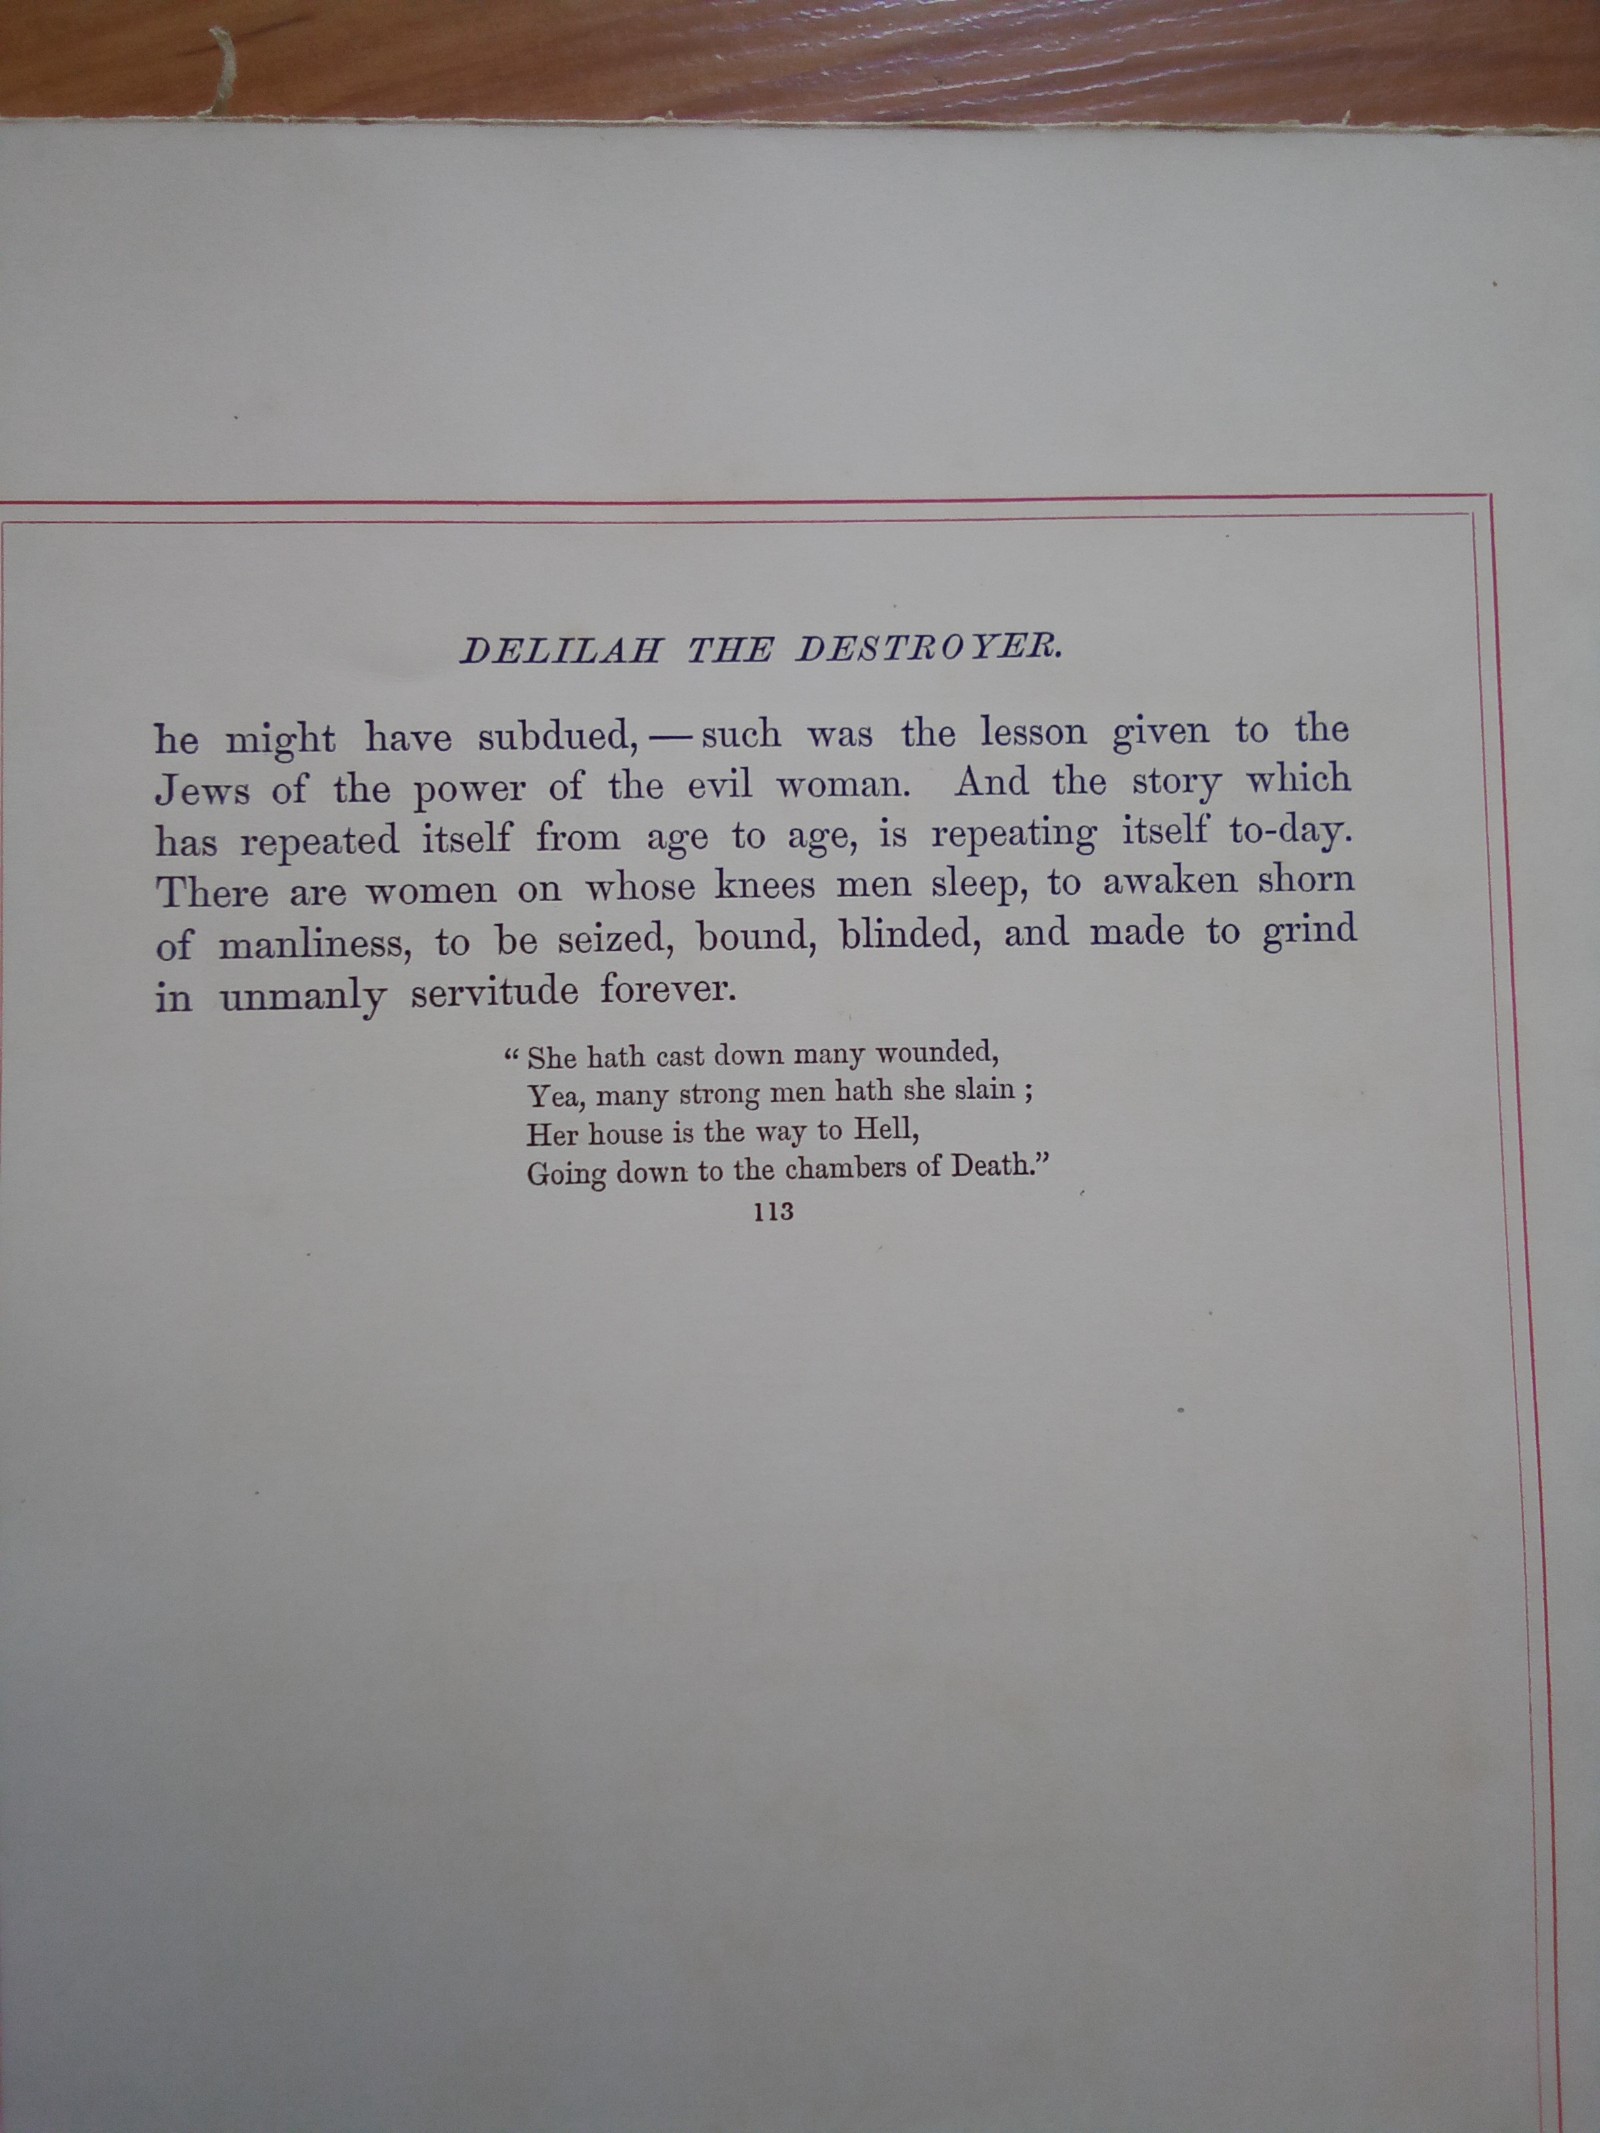 DELILAH THE DESTROYER.
he might have subdued, — such was the lesson given to the
Jews of the power of the evil woman. And the story which
has repeated itself from age to age, is repeating itself to-day.
There are women on whose knees men sleep, to awaken shorn
of manliness, to be seized, bound, blinded, and made to grind
in unmanly servitude forever.
“ She hath cast down many wounded,
Yea, many strong men hath she slain ;
Her house is the way to Hell,
Going down to the chambers of Death.”
113